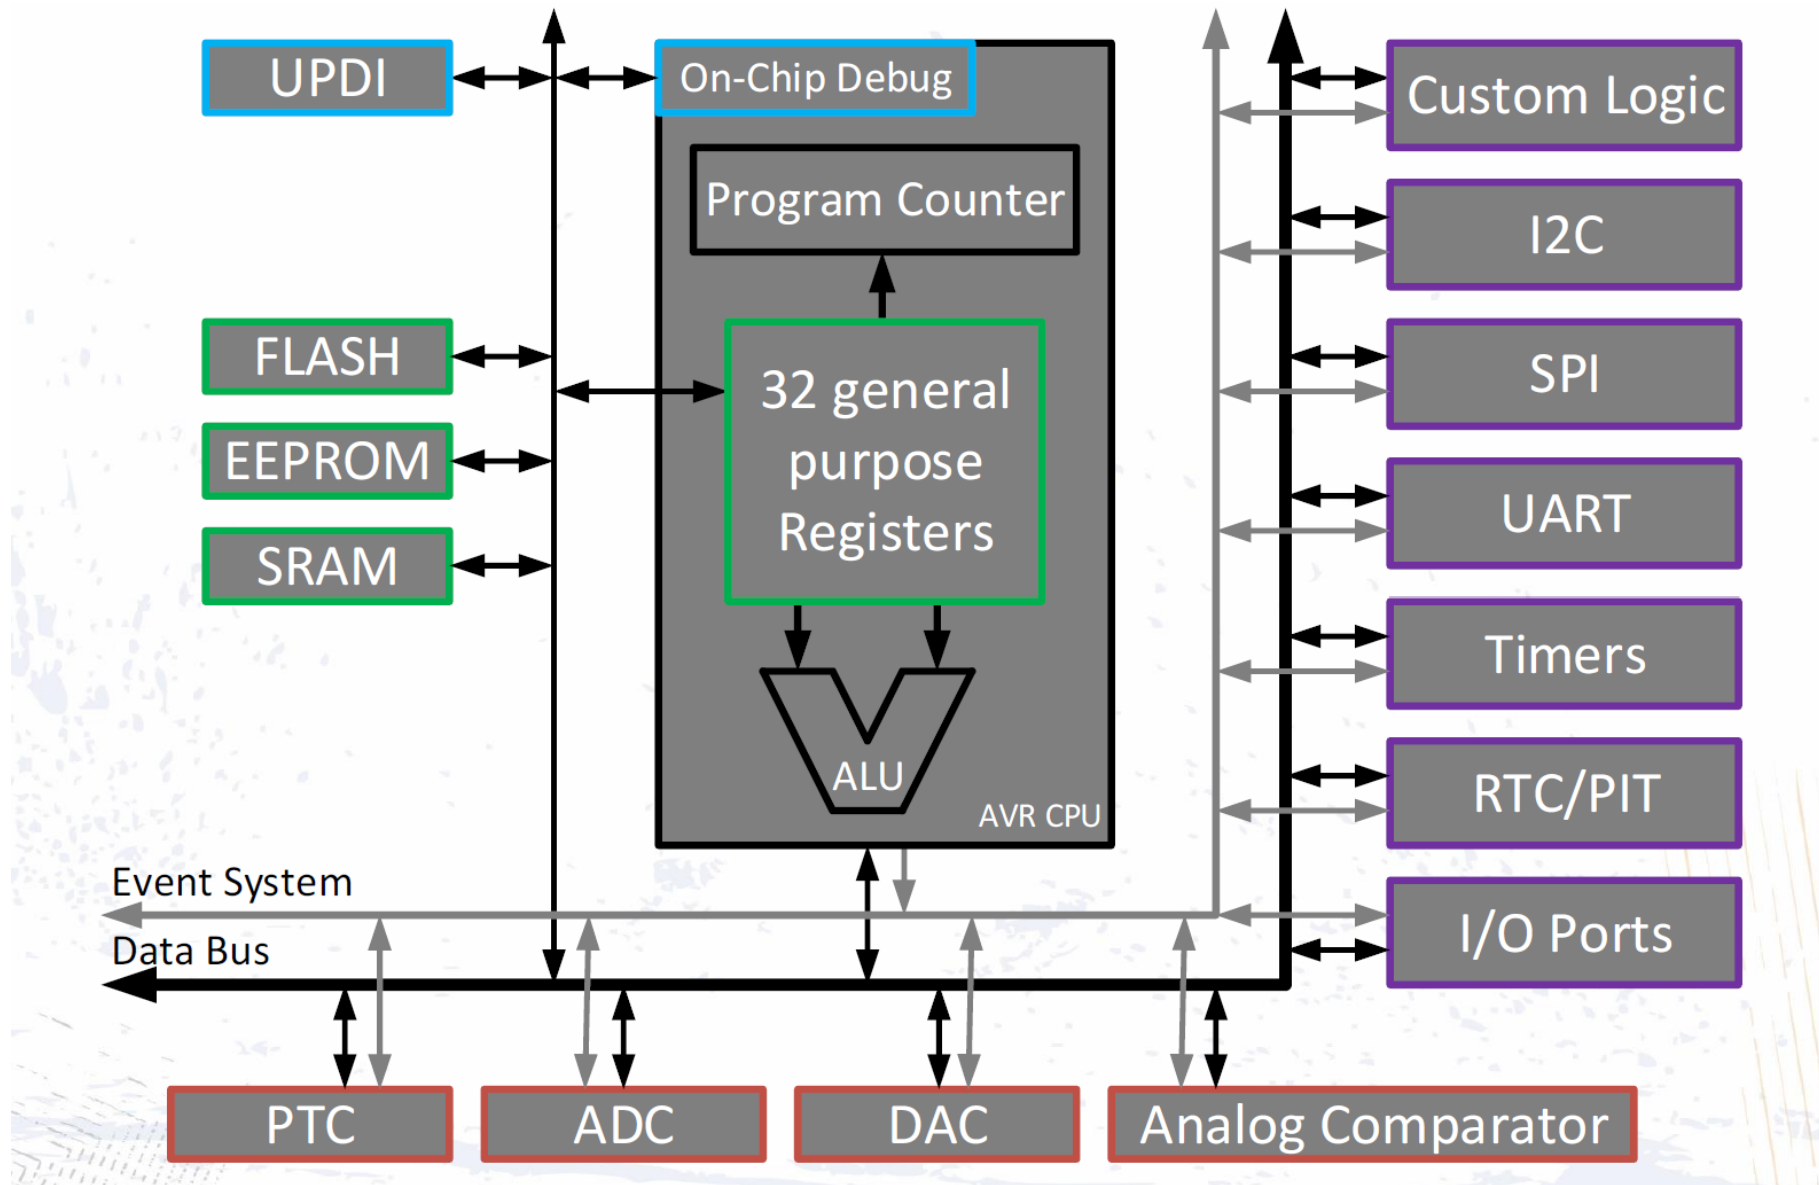 UPDI
On-Chip Debug
Custom Logic
Program Counter
I2C
FLASH
32 general
purpose
Registers
SPI
EEPROM
UART
SRAM
Timers
ALU
AVR CPU
RTC/PIT
Event System
Data Bus
I/O Ports
PTC
ADC
DAC
Analog Comparator